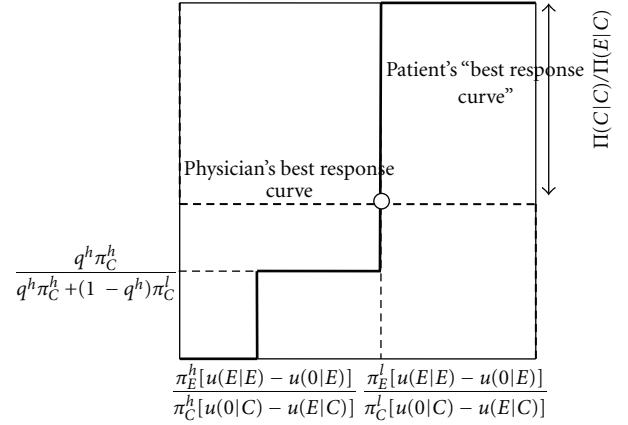 Patient's “best response
curve”
Π(C|C)/Π(E|C)
Physician's best response
curve
q^h π_C^h
q^h π_C^h +(1 − q^h)π_C^l
π_E^h [u(E|E) − u(0|E)] π_E^l [u(E|E) − u(0|E)]
π_C^h [u(0|C) − u(E|C)] π_C^l [u(0|C) − u(E|C)]